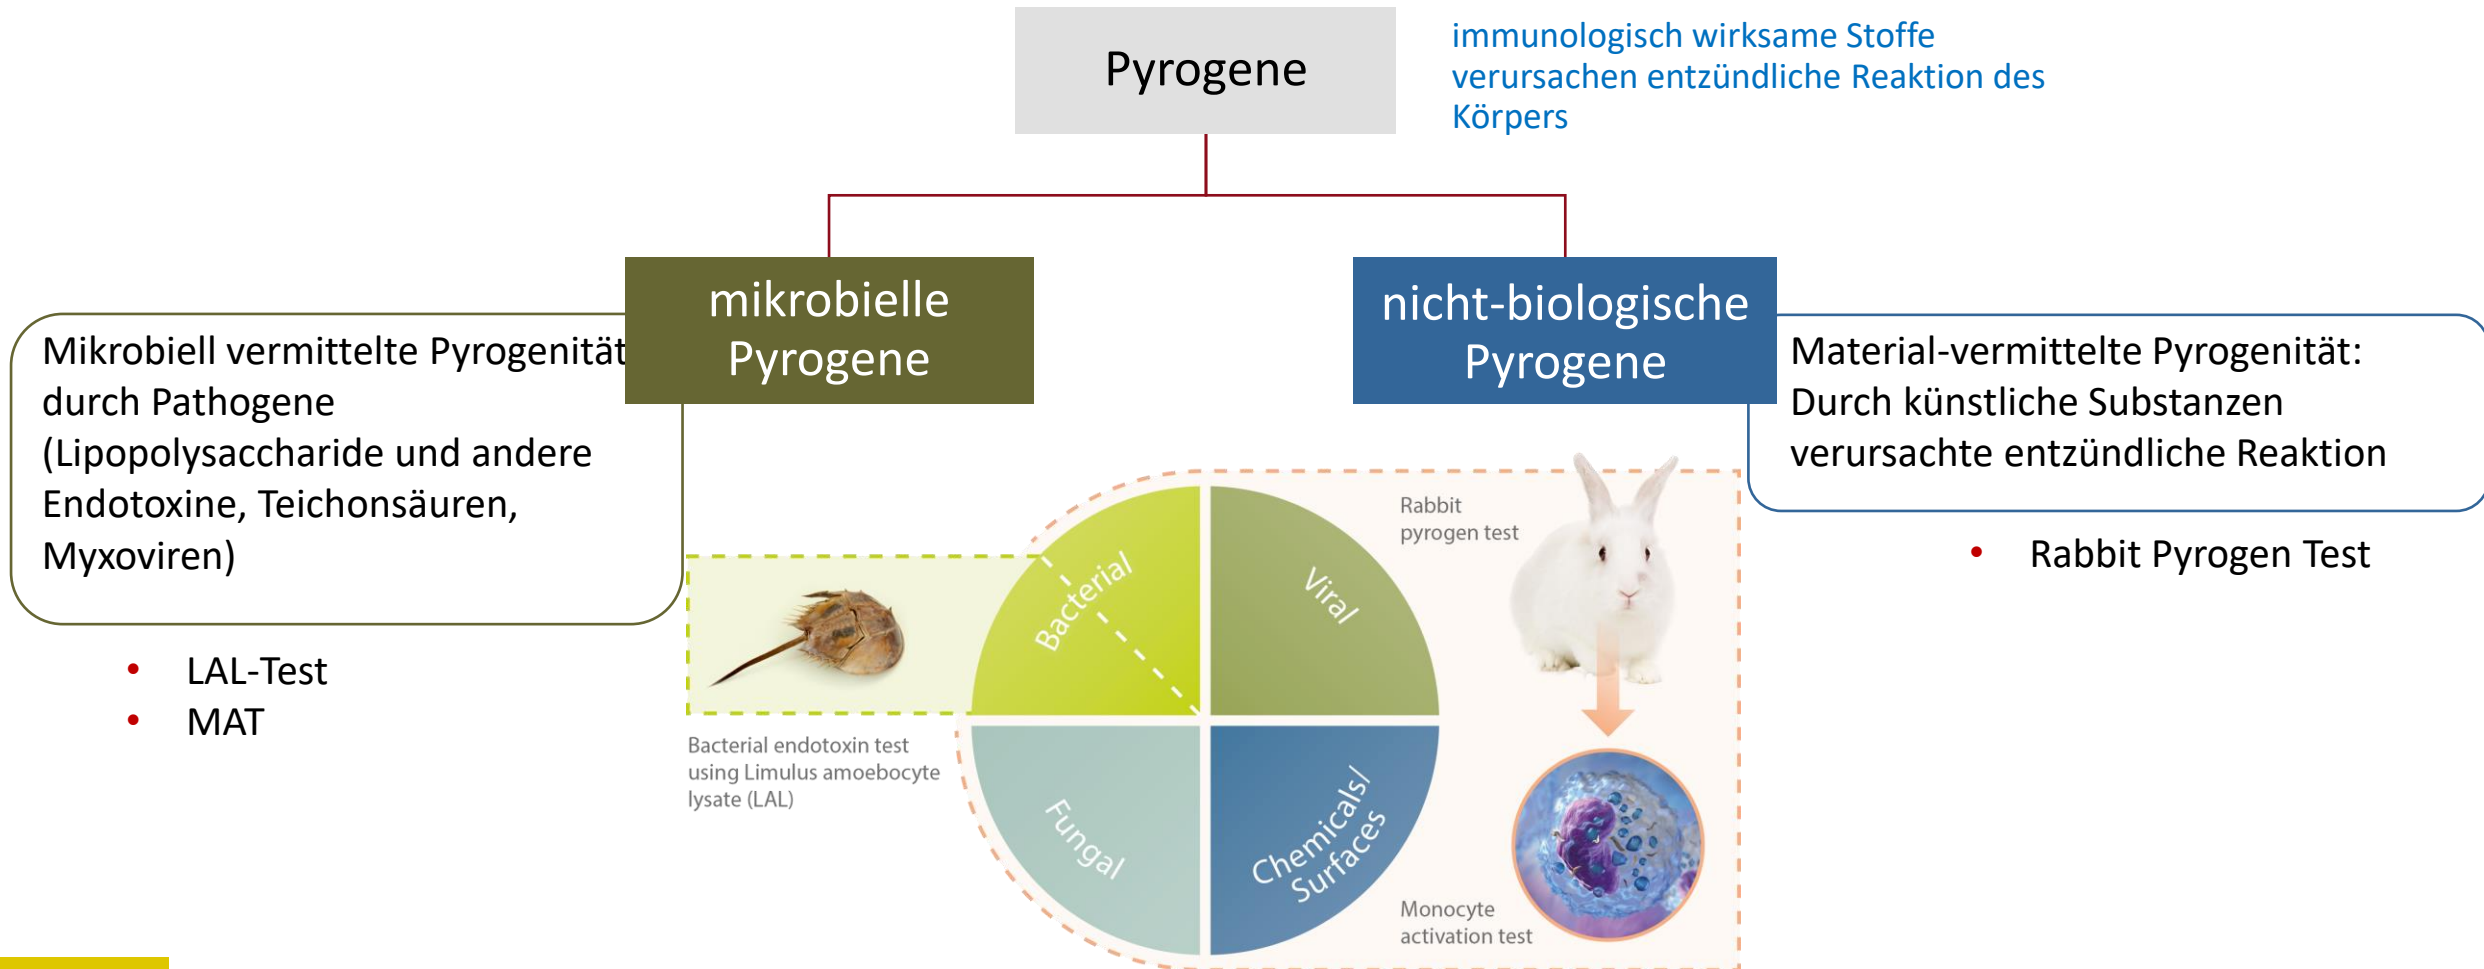 Pyrogene
immunologisch wirksame Stoffe
verursachen entzündliche Reaktion des
Körpers
mikrobielle
Pyrogene
nicht-biologische
Pyrogene
Mikrobiell vermittelte Pyrogenität
durch Pathogene
(Lipopolysaccharide und andere
Endotoxine, Teichonsäuren,
Myxoviren)
• LAL-Test
• MAT
Material-vermittelte Pyrogenität:
Durch künstliche Substanzen
verursachte entzündliche Reaktion
• Rabbit Pyrogen Test
Bacterial
Viral
Fungal
Chemicals/
Surfaces
Rabbit
pyrogen test
Bacterial endotoxin test
using Limulus amoebocyte
lysate (LAL)
Monocyte
activation test